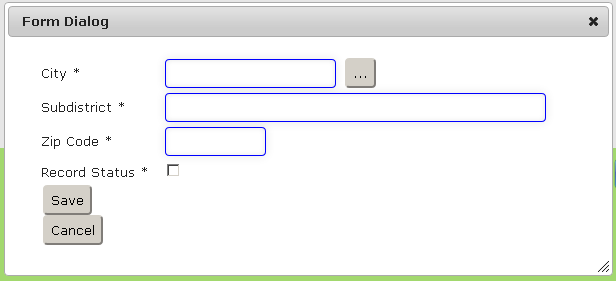 Form Dialog
City *
...
Subdistrict *
Zip Code *
Record Status *
Save
Cancel